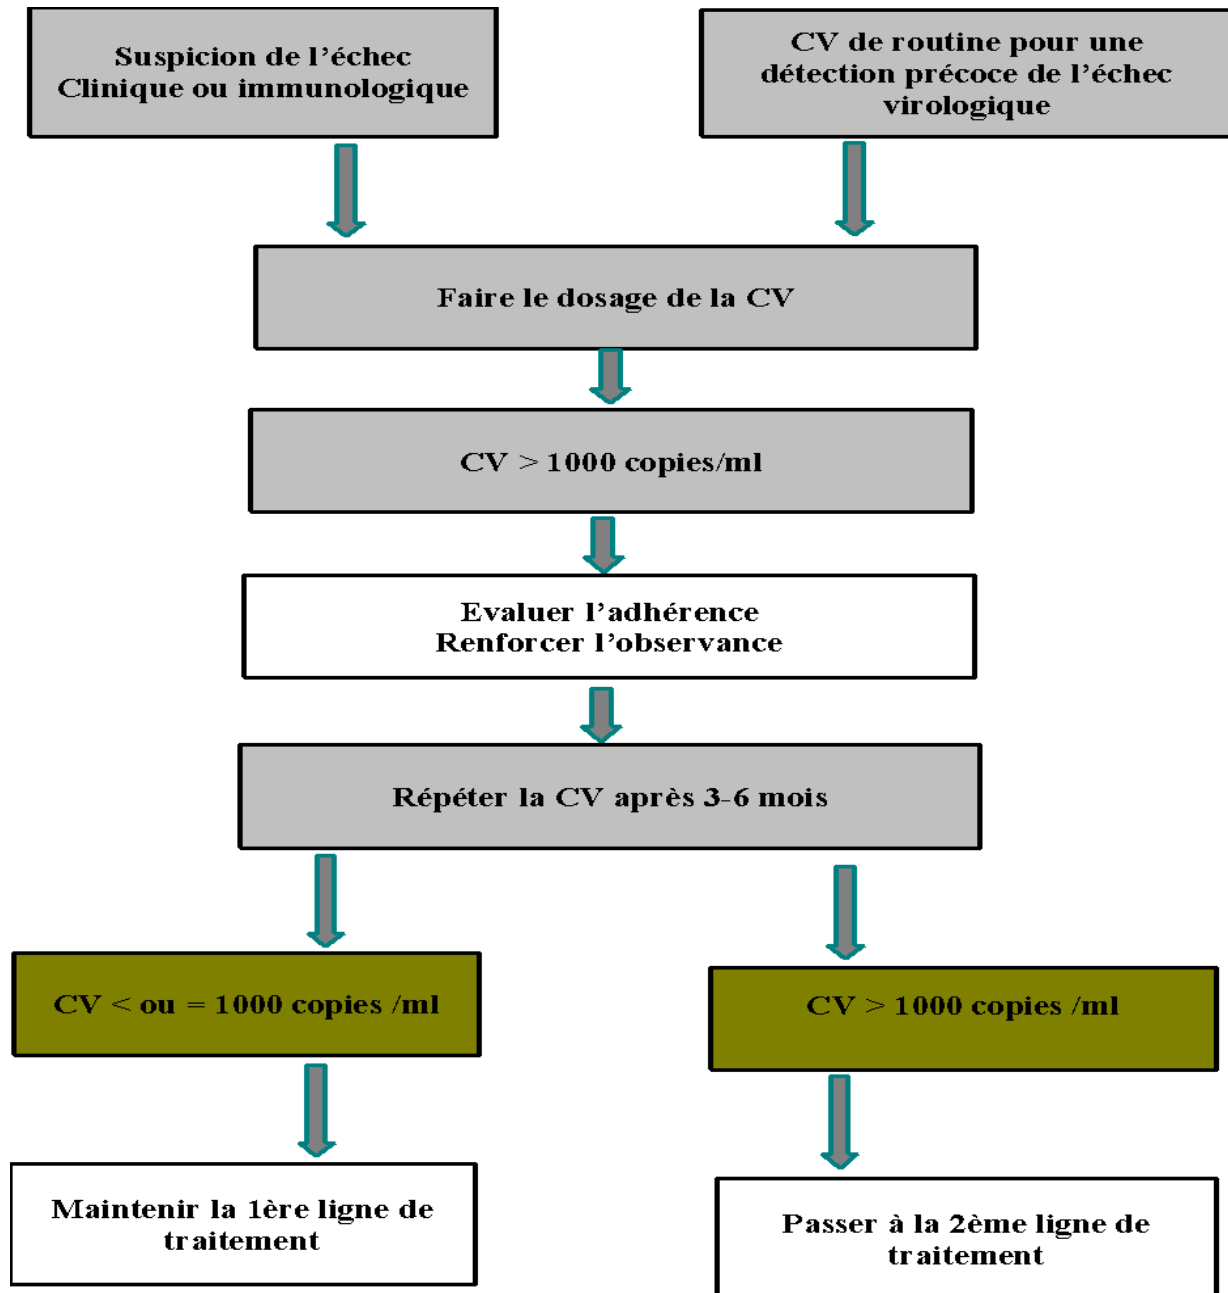 Suspicion de l’échec
Clinique ou immunologique
CV de routine pour une
détection précoce de l’échec
virologique
Faire le dosage de la CV
CV > 1000 copies/ml
Evaluer l’adhérence
Renforcer l’observance
Répéter la CV après 3-6 mois
CV < ou = 1000 copies /ml
CV > 1000 copies /ml
Maintenir la 1ère ligne de
traitement
Passer à la 2ème ligne de
traitement